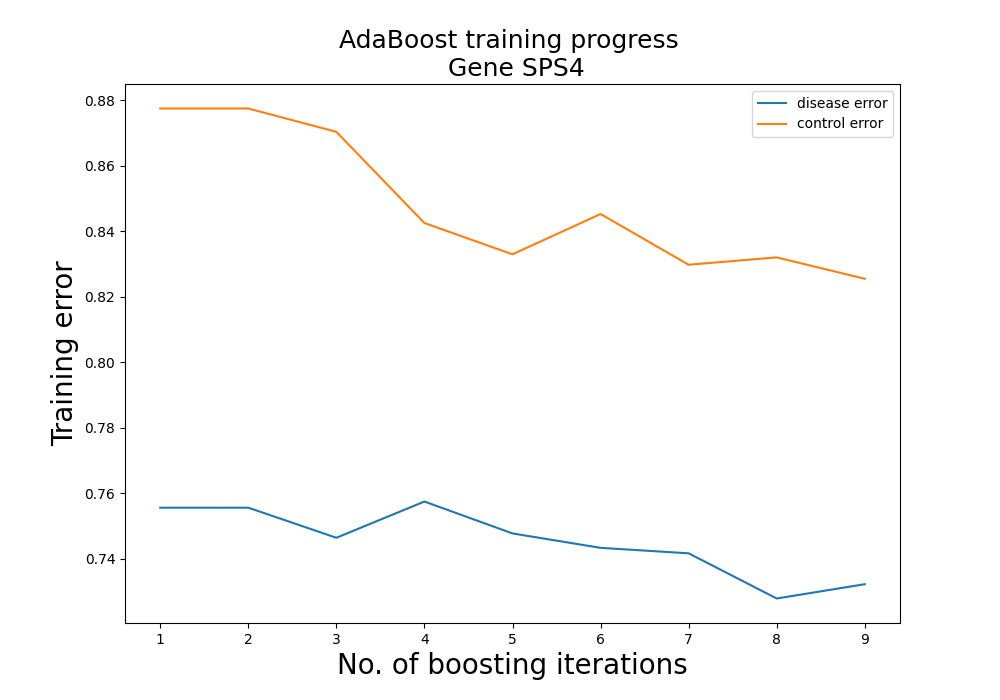 AdaBoost training progress
Gene SPS4
disease error
control error
Training error
0.88
0.86
0.84
0.82
0.80
0.78
0.76
0.74
1 2 3 4 5 6 7 8 9
No. of boosting iterations